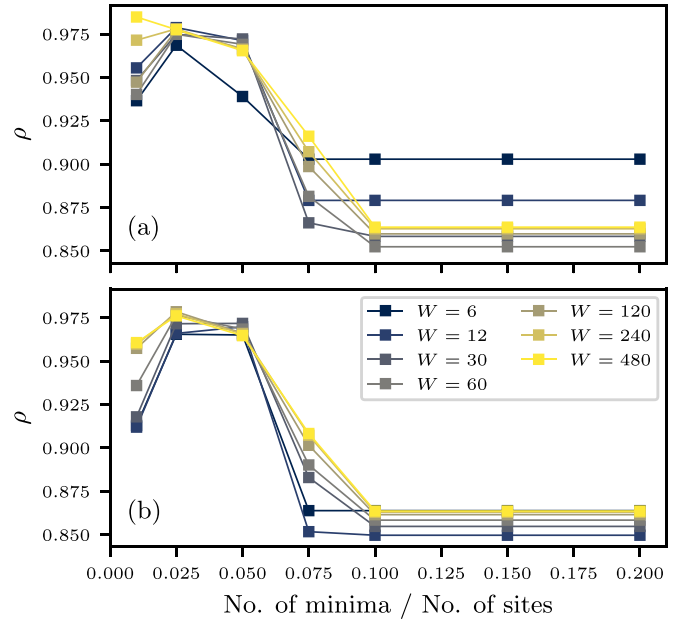 0.975
0.950
0.925
ρ
0.900
0.875
0.850
(a)
0.975
0.950
0.925
ρ
0.900
0.875
0.850
(b)
W = 6
W = 12
W = 30
W = 60
W = 120
W = 240
W = 480
0.000 0.025 0.050 0.075 0.100 0.125 0.150 0.175 0.200
No. of minima / No. of sites